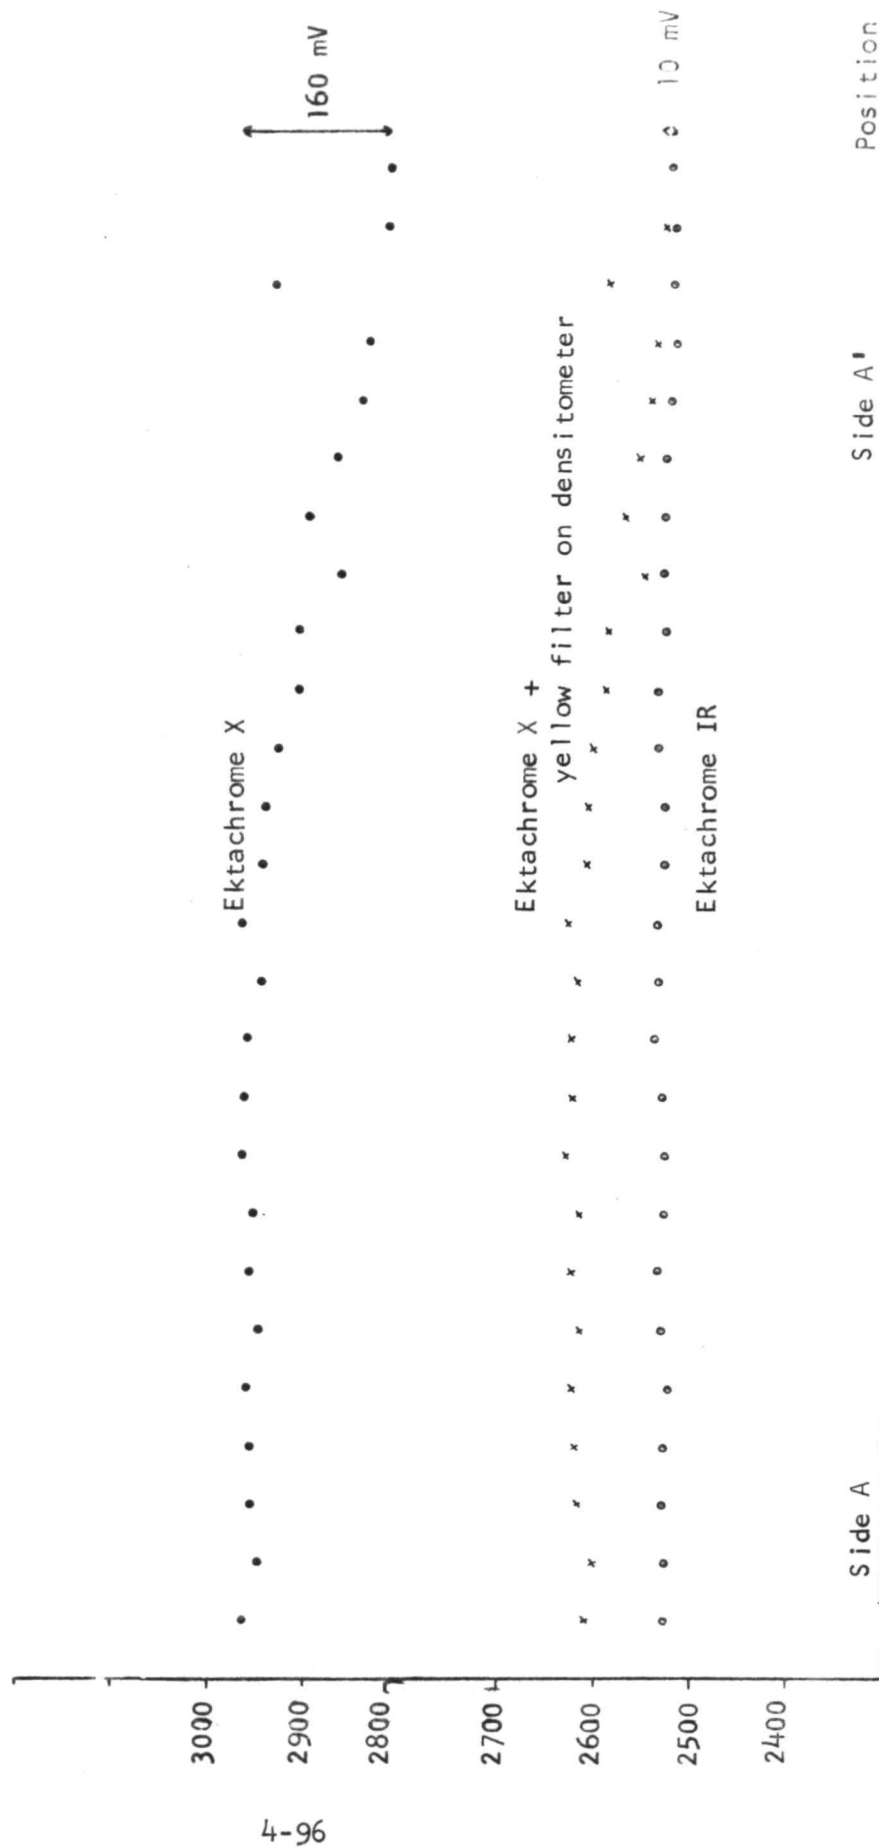 160 mV
Ektachrome X
Ektachrome X +
yellow filter on densitometer
10 mV
Ektachrome IR
Side A
Side A'
Position
3000
2900
2800
2700
2600
2500
2400
4-96